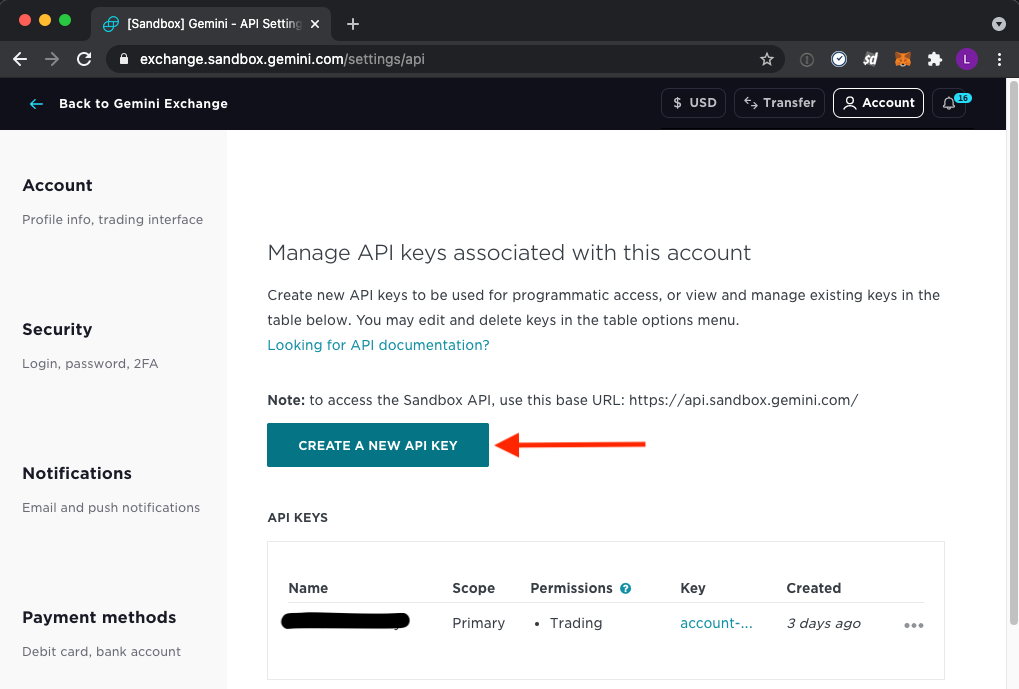 [Sandbox] Gemini - API Setting
exchange.sandbox.gemini.com/settings/api
sd
L
Back to Gemini Exchange
$ USD
Transfer
Account
16
Account
Profile info, trading interface
Security
Login, password, 2FA
Notifications
Email and push notifications
Payment methods
Debit card, bank account
Manage API keys associated with this account
Create new API keys to be used for programmatic access, or view and manage existing keys in the
table below. You may edit and delete keys in the table options menu.
Looking for API documentation?
Note: to access the Sandbox API, use this base URL: https://api.sandbox.gemini.com/
CREATE A NEW API KEY
API KEYS
Name Scope Permissions ? Key Created
Primary • Trading account-... 3 days ago